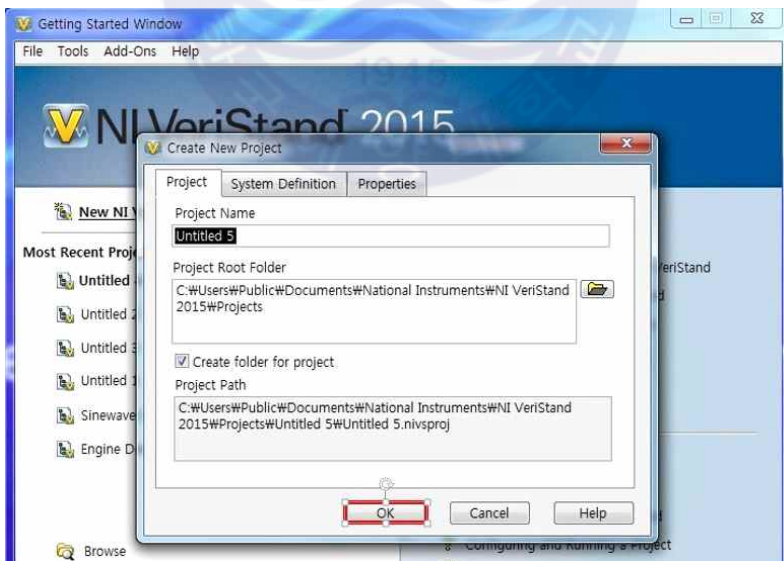 Getting Started Window
File Tools Add-Ons Help
1945
NI VeriStand 2015
Create New Project
Project System Definition Properties
New NI
Project Name
Untitled 5
Most Recent
Project Root Folder
VeriStand
Untitled
C:₩Users₩Public₩Documents₩National Instruments₩NI VeriStand
2015₩Projects
Untitled 2
Untitled 3
Create folder for project
Untitled 1
Project Path
C:₩Users₩Public₩Documents₩National Instruments₩NI VeriStand
2015₩Projects₩Untitled 5₩Untitled 5.nivsproj
Sinewave
Engine
OK Cancel Help
Browse
Configuring and Running a Project